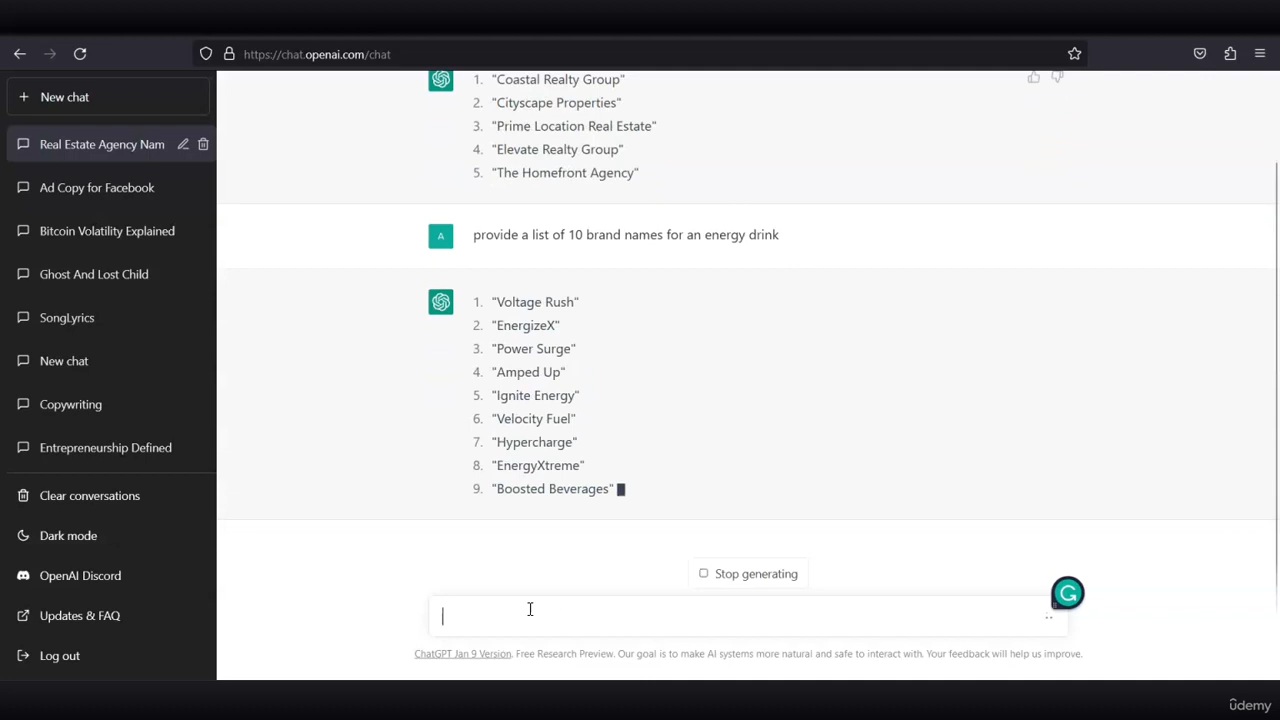 https://chat.openai.com/chat
New chat
Real Estate Agency Nam
Ad Copy for Facebook
Bitcoin Volatility Explained
Ghost And Lost Child
SongLyrics
New chat
Copywriting
Entrepreneurship Defined
Clear conversations
Dark mode
OpenAI Discord
Updates & FAQ
Log out
1. "Coastal Realty Group"
2. "Cityscape Properties"
3. "Prime Location Real Estate"
4. "Elevate Realty Group"
5. "The Homefront Agency"
A
provide a list of 10 brand names for an energy drink
1. "Voltage Rush"
2. "EnergizeX"
3. "Power Surge"
4. "Amped Up"
5. "Ignite Energy"
6. "Velocity Fuel"
7. "Hypercharge"
8. "EnergyXtreme"
9. "Boosted Beverages"
Stop generating
ChatGPT Jan 9 Version. Free Research Preview. Our goal is to make AI systems more natural and safe to interact with. Your feedback will help us improve.
udemy